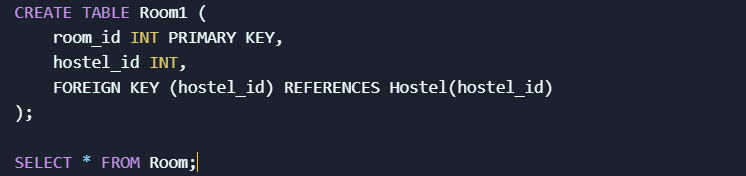 CREATE TABLE Room1 (
    room_id INT PRIMARY KEY,
    hostel_id INT,
    FOREIGN KEY (hostel_id) REFERENCES Hostel(hostel_id)
);

SELECT * FROM Room;